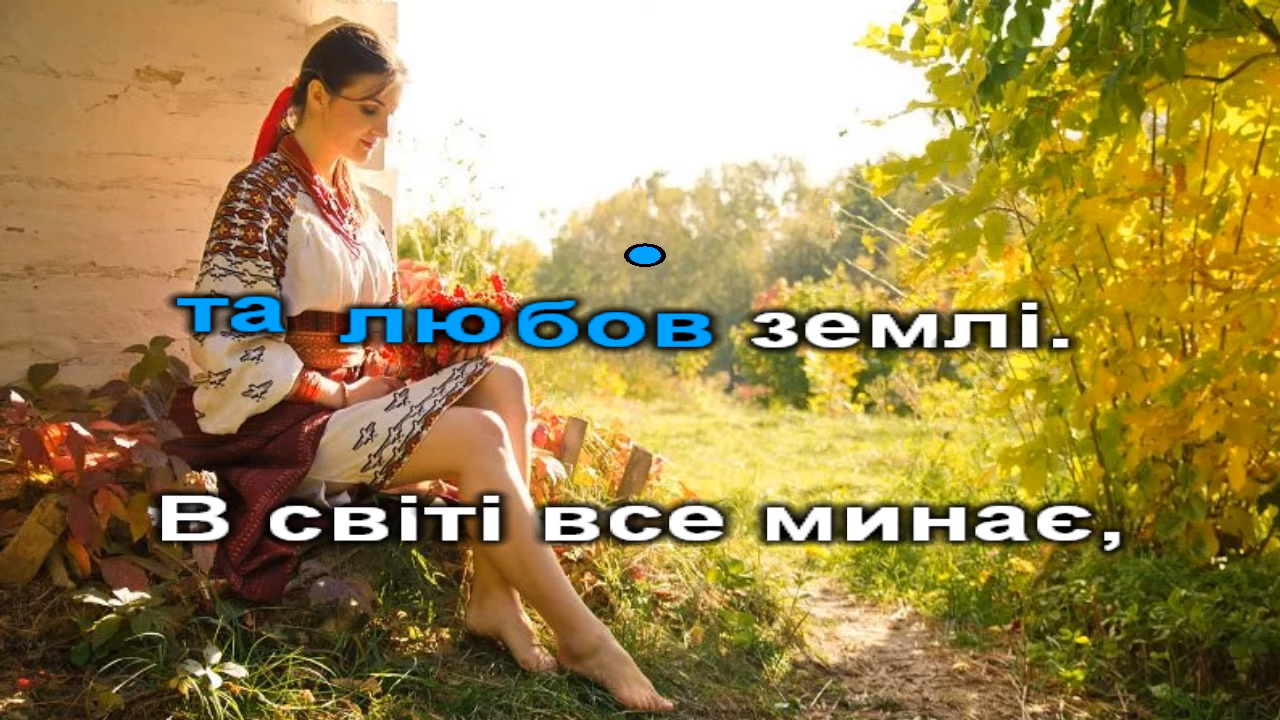 та любов землі.
В світі все минає,